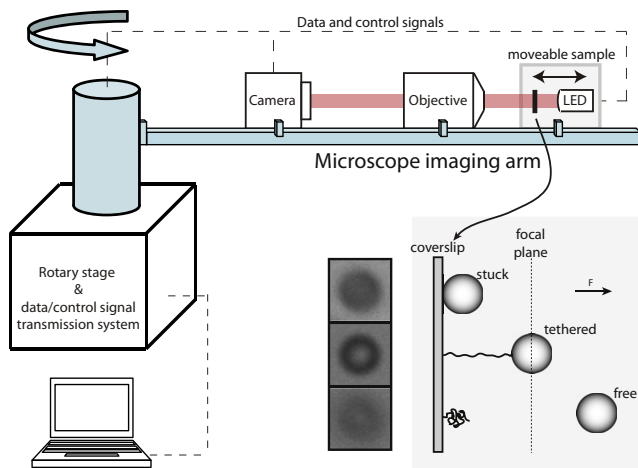 Data and control signals
moveable sample
Camera
Objective
LED
Microscope imaging arm
Rotary stage
&
data/control signal
transmission system
coverslip
focal
plane
stuck
F
tethered
free